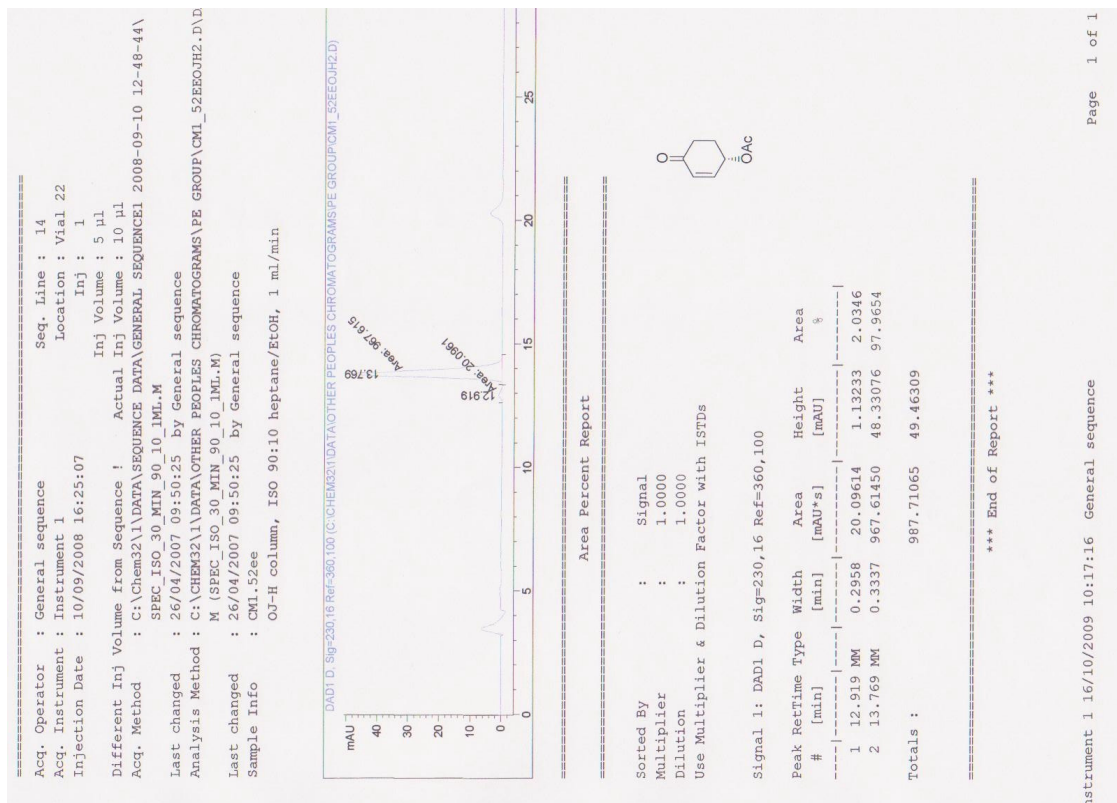 =====================================================================
Acq. Operator : General sequence Seq. Line : 14
Acq. Instrument : Instrument 1 Location : Vial 22
Injection Date : 10/09/2008 16:25:07 Inj : 1
Inj Volume : 5 µl
Different Inj Volume from Sequence ! Actual Inj Volume : 10 µl
Acq. Method : C:\Chem32\1\DATA\SEQUENCE DATA\GENERAL SEQUENCE1 2008-09-10 12-48-44\
SPEC_ISO_30_MIN_90_10_1ML.M
Last changed : 26/04/2007 09:50:25 by General sequence
Analysis Method : C:\CHEM32\1\DATA\OTHER PEOPLES CHROMATOGRAMS\PE GROUP\CM1_52EEOJH2.D\D
M (SPEC_ISO_30_MIN_90_10_1ML.M)
Last changed : 26/04/2007 09:50:25 by General sequence
Sample Info : CM1.52ee
OJ-H column, ISO 90:10 heptane/EtOH, 1 ml/min
DAD1 D, Sig=230,16 Ref=360,100 (C:\CHEM32\1\DATA\OTHER PEOPLES CHROMATOGRAMS\PE GROUP\CM1_52EEOJH2.D)
mAU
40
30
20
10
0
13.769
Area: 967.615
12.919
Area: 20.0961
0 5 10 15 20 25
=====================================================================
Area Percent Report
=====================================================================
Sorted By : Signal
Multiplier : 1.0000
Dilution : 1.0000
Use Multiplier & Dilution Factor with ISTDs
O
OAc
Signal 1: DAD1 D, Sig=230,16 Ref=360,100
Peak RetTime Type Width Area Height Area
# [min] [min] [mAU*s] [mAU] %
----|-------|----|-------|----------|----------|--------|
1 12.919 MM 0.2958 20.09614 1.13233 2.0346
2 13.769 MM 0.3337 967.61450 48.33076 97.9654
Totals : 987.71065 49.46309
=====================================================================
*** End of Report ***
nstrument 1 16/10/2009 10:17:16 General sequence Page 1 of 1